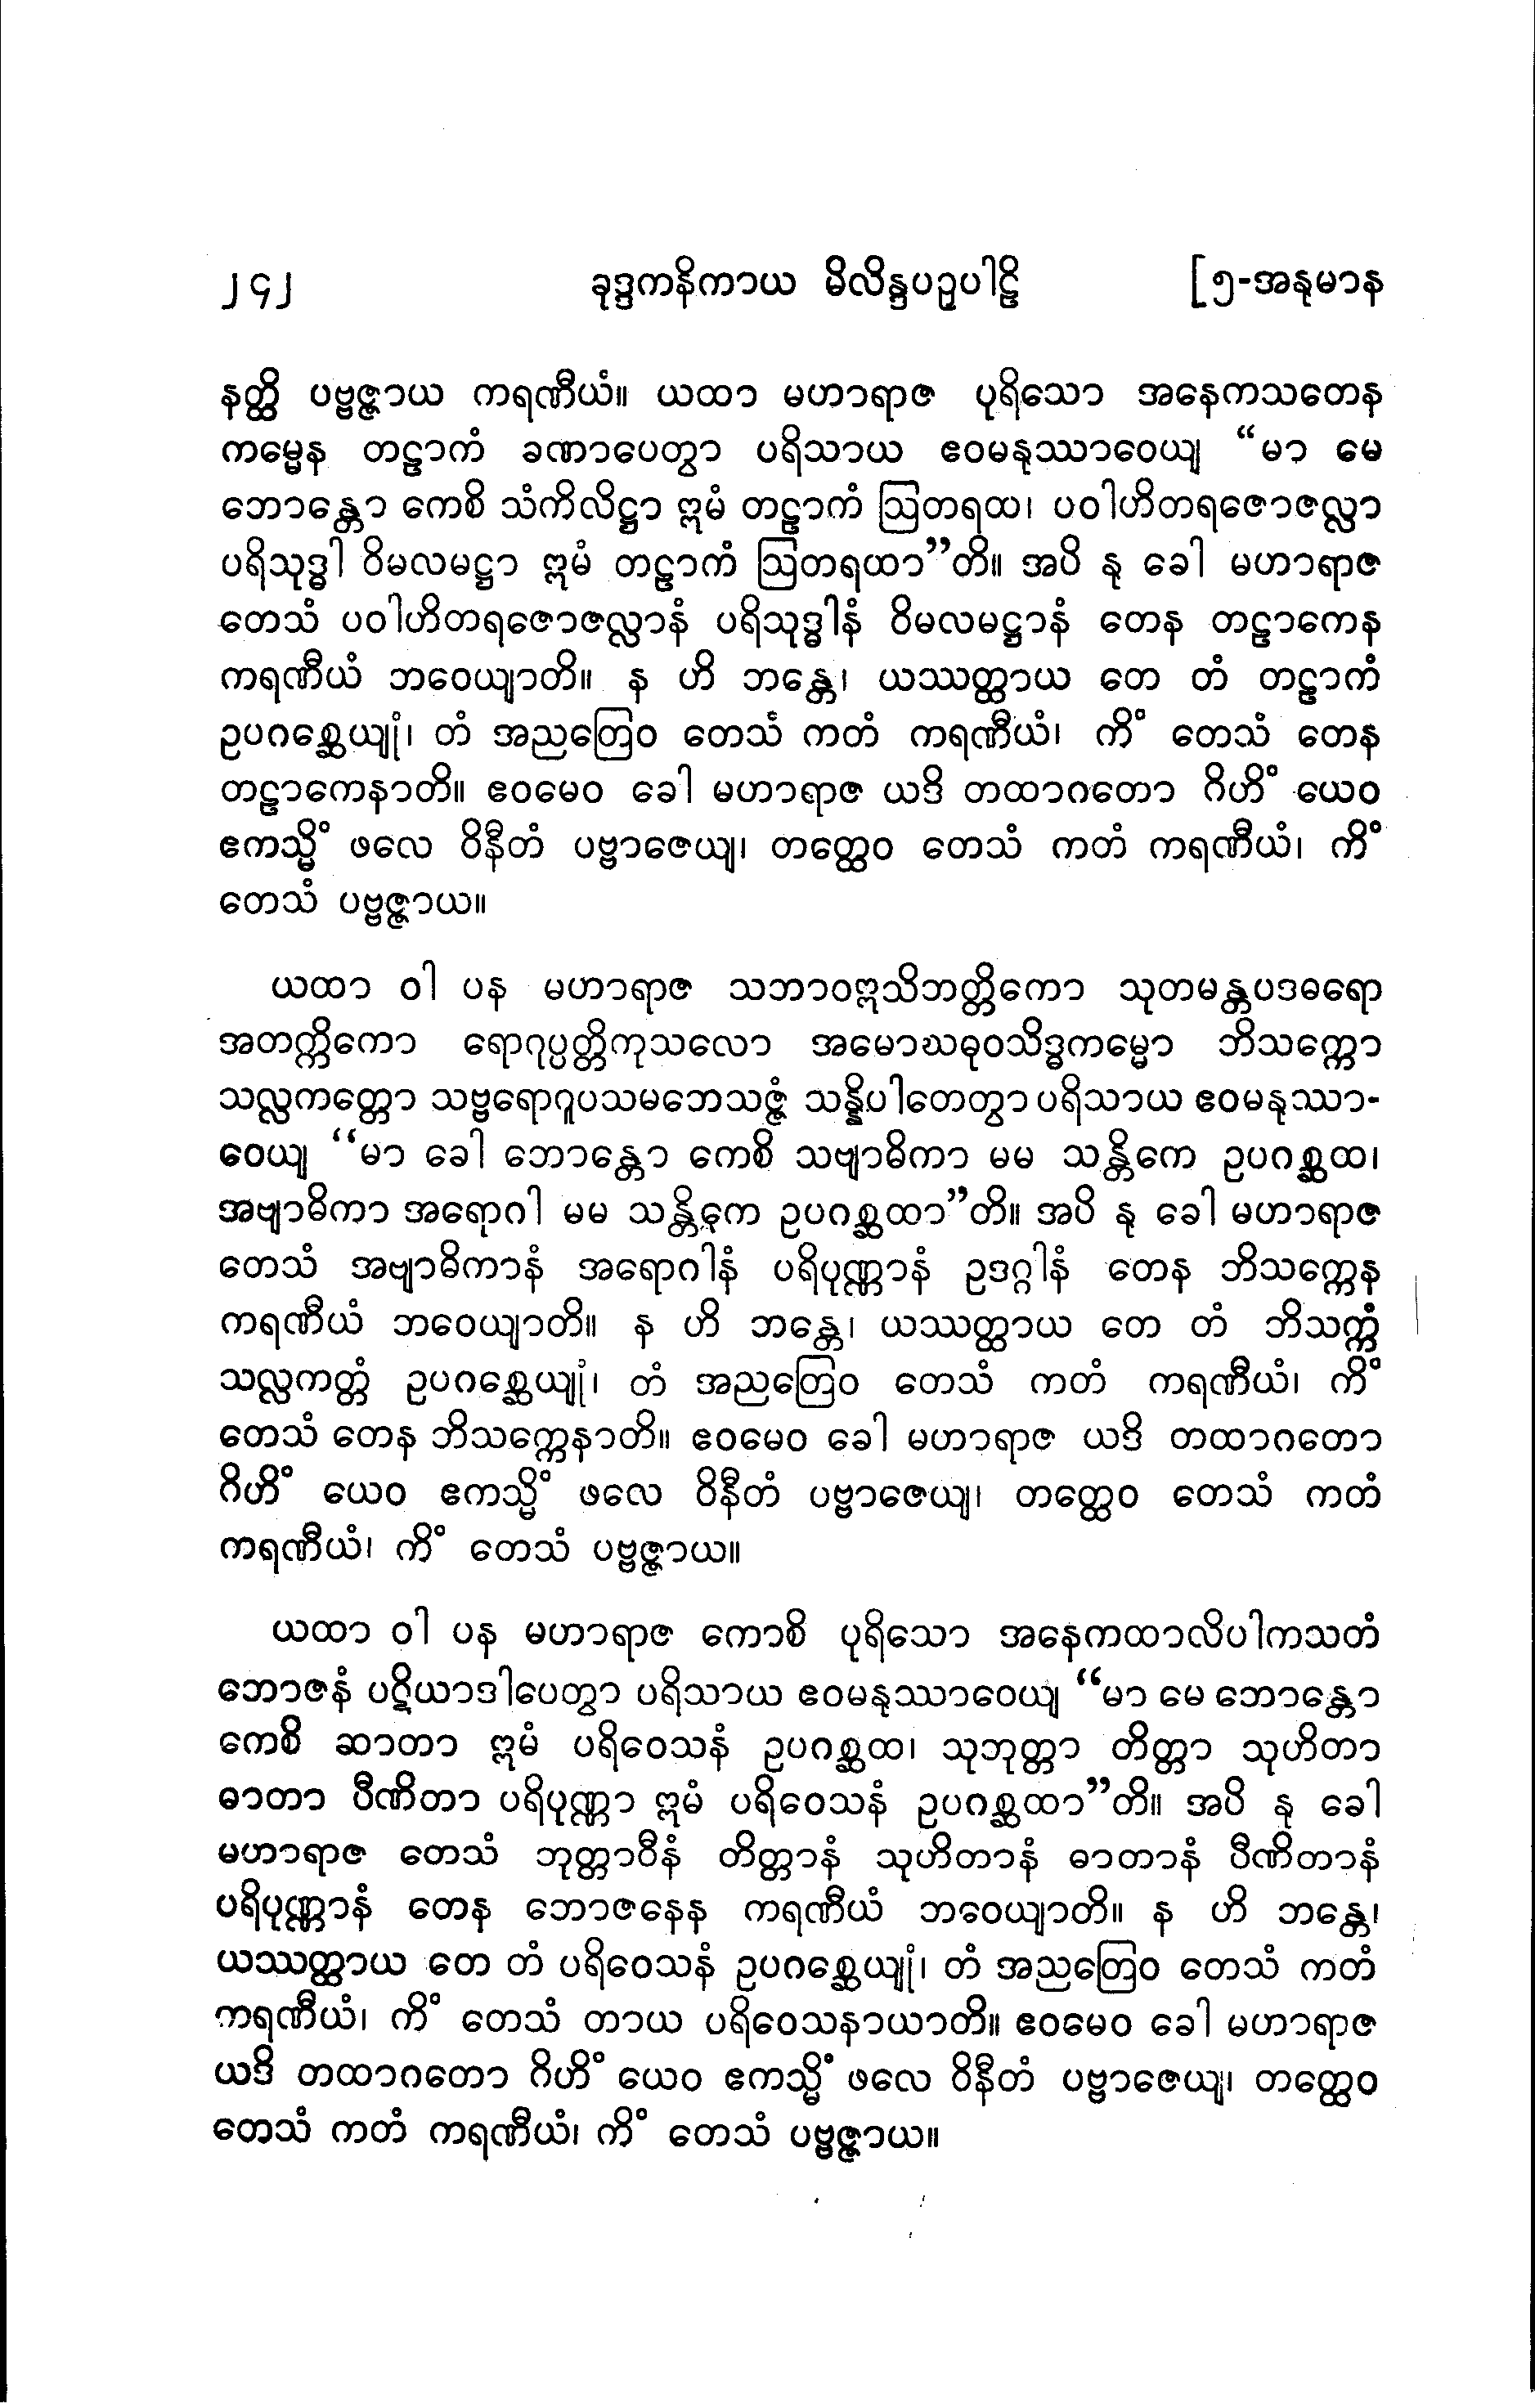 ၂၄၂ ခုဒ္ဒကနိကာယ မိလိန္ဒပဉှပါဠိ [၅-အနုမာန
နတ္ထိ ပဗ္ဗဇ္ဇာယ ကရဏီယံ။ ယထာ မဟာရာဇ ပုရိသော အနေကသတေန
ကမ္မေန တဠာကံ ခဏာပေတွာ ပရိသာယ ဧဝမနုဿာဝေယျ “မာ မေ
ဘောန္တော ကေစိ သံကိလိဋ္ဌာ ဣမံ တဠာကံ ဩတရထ၊ ပဝါဟိတရဇောဇလ္လာ
ပရိသုဒ္ဓါ ဝိမလမဋ္ဌာ ဣမံ တဠာကံ ဩတရထာ”တိ။ အပိ နု ခေါ မဟာရာဇ
တေသံ ပဝါဟိတရဇောဇလ္လာနံ ပရိသုဒ္ဓါနံ ဝိမလမဋ္ဌာနံ တေန တဠာကေန
ကရဏီယံ ဘဝေယျာတိ။ န ဟိ ဘန္တေ၊ ယဿတ္ထာယ တေ တံ တဠာကံ
ဥပဂစ္ဆေယျုံ၊ တံ အညတြေဝ တေသံ ကတံ ကရဏီယံ၊ ကိံ တေသံ တေန
တဠာကေနာတိ။ ဧဝမေဝ ခေါ မဟာရာဇ ယဒိ တထာဂတော ဂိဟိံ ယေဝ
ဧကသ္မိံ ဖလေ ဝိနီတံ ပဗ္ဗာဇေယျ၊ တတ္ထေဝ တေသံ ကတံ ကရဏီယံ၊ ကိံ
တေသံ ပဗ္ဗဇ္ဇာယ။
ယထာ ဝါ ပန မဟာရာဇ သဘာဝဣသိဘတ္တိကော သုတမန္တပဒဓရော
အတက္ကိကော ရောဂုပ္ပတ္တိကုသလော အမောဃဓုဝသိဒ္ဓကမ္မော ဘိသက္ကော
သလ္လကတ္တော သဗ္ဗရောဂူပသမဘေသဇ္ဇံ သန္နိပါတေတွာ ပရိသာယ ဧဝမနုဿာ-
ဝေယျ “မာ ခေါ ဘောန္တော ကေစိ သဗျာဓိကာ မမ သန္တိကေ ဥပဂစ္ဆထ၊
အဗျာဓိကာ အရောဂါ မမ သန္တိကေ ဥပဂစ္ဆထာ”တိ။ အပိ နု ခေါ မဟာရာဇ
တေသံ အဗျာဓိကာနံ အရောဂါနံ ပရိပုဏ္ဏာနံ ဥဒဂ္ဂါနံ တေန ဘိသက္ကေန
ကရဏီယံ ဘဝေယျာတိ။ န ဟိ ဘန္တေ၊ ယဿတ္ထာယ တေ တံ ဘိသက္ကံ
သလ္လကတ္တံ ဥပဂစ္ဆေယျုံ၊ တံ အညတြေဝ တေသံ ကတံ ကရဏီယံ၊ ကိံ
တေသံ တေန ဘိသက္ကေနာတိ။ ဧဝမေဝ ခေါ မဟာရာဇ ယဒိ တထာဂတော
ဂိဟိံ ယေဝ ဧကသ္မိံ ဖလေ ဝိနီတံ ပဗ္ဗာဇေယျ၊ တတ္ထေဝ တေသံ ကတံ
ကရဏီယံ၊ ကိံ တေသံ ပဗ္ဗဇ္ဇာယ။
ယထာ ဝါ ပန မဟာရာဇ ကောစိ ပုရိသော အနေကထာလိပါကသတံ
ဘောဇနံ ပဋိယာဒါပေတွာ ပရိသာယ ဧဝမနုဿာဝေယျ “မာ မေ ဘောန္တော
ကေစိ ဆာတာ ဣမံ ပရိဝေသနံ ဥပဂစ္ဆထ၊ သုဘုတ္တာ တိတ္တာ သုဟိတာ
ဓာတာ ပီဏိတာ ပရိပုဏ္ဏာ ဣမံ ပရိဝေသနံ ဥပဂစ္ဆထာ”တိ။ အပိ နု ခေါ
မဟာရာဇ တေသံ ဘုတ္တာဝီနံ တိတ္တာနံ သုဟိတာနံ ဓာတာနံ ပီဏိတာနံ
ပရိပုဏ္ဏာနံ တေန ဘောဇနေန ကရဏီယံ ဘဝေယျာတိ။ န ဟိ ဘန္တေ၊
ယဿတ္ထာယ တေ တံ ပရိဝေသနံ ဥပဂစ္ဆေယျုံ၊ တံ အညတြေဝ တေသံ ကတံ
ကရဏီယံ၊ ကိံ တေသံ တာယ ပရိဝေသနာယာတိ။ ဧဝမေဝ ခေါ မဟာရာဇ
ယဒိ တထာဂတော ဂိဟိံ ယေဝ ဧကသ္မိံ ဖလေ ဝိနီတံ ပဗ္ဗာဇေယျ၊ တတ္ထေဝ
တေသံ ကတံ ကရဏီယံ၊ ကိံ တေသံ ပဗ္ဗဇ္ဇာယ။